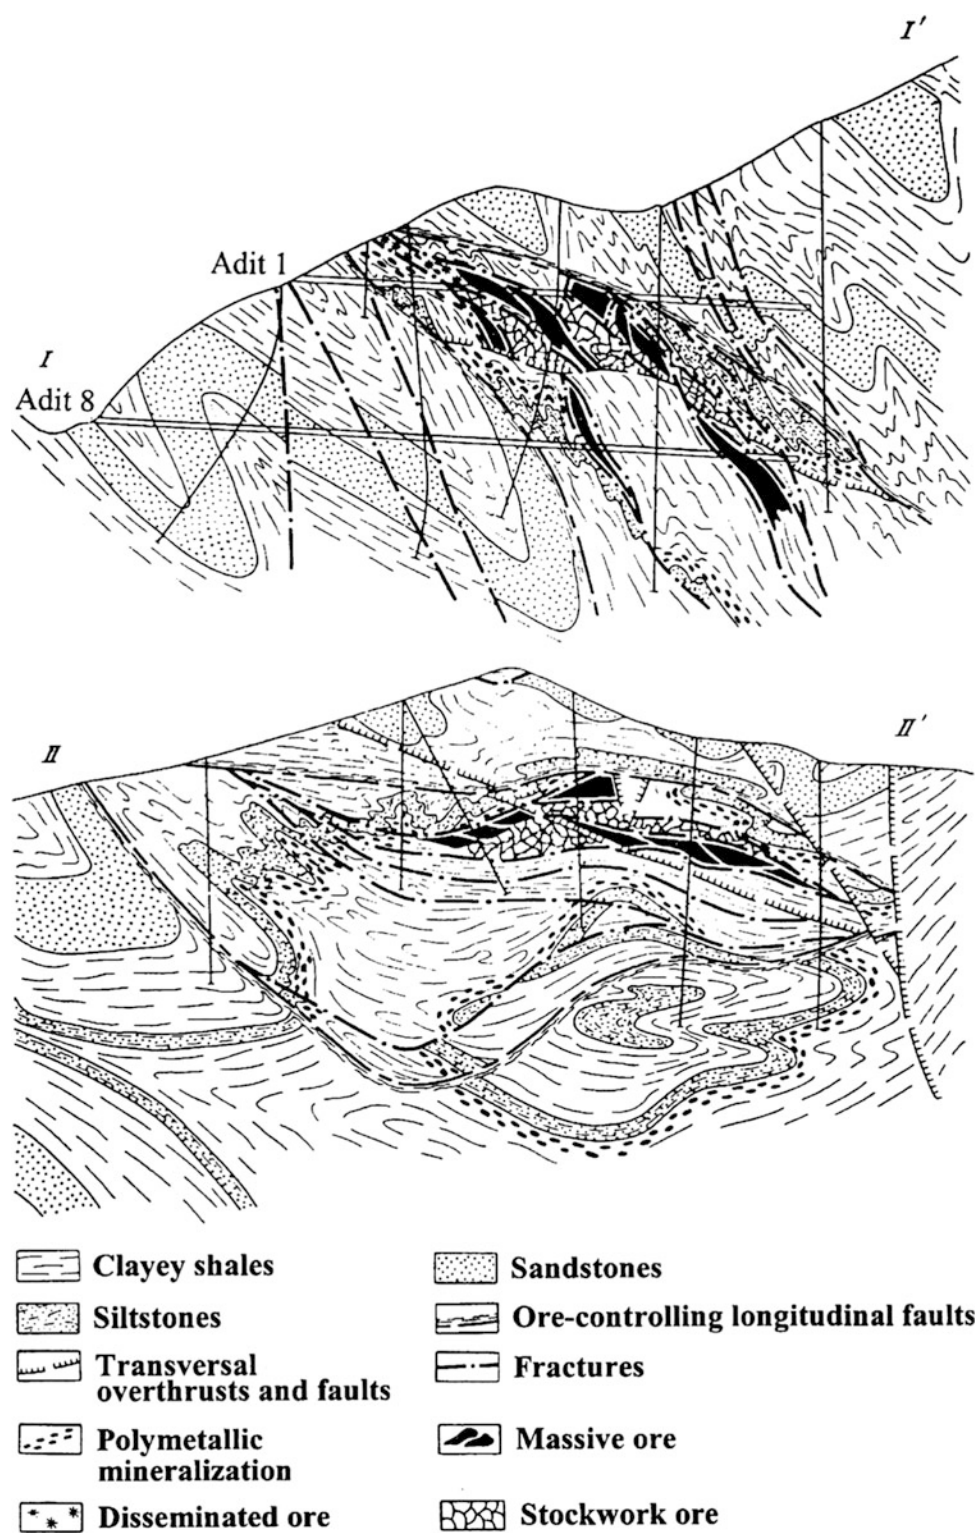 I'
Adit 1
I
Adit 8
II
II'
Clayey shales
Sandstones
Siltstones
Ore-controlling longitudinal faults
Transversal
overthrusts and faults
Fractures
Polymetallic
mineralization
Massive ore
Disseminated ore
Stockwork ore